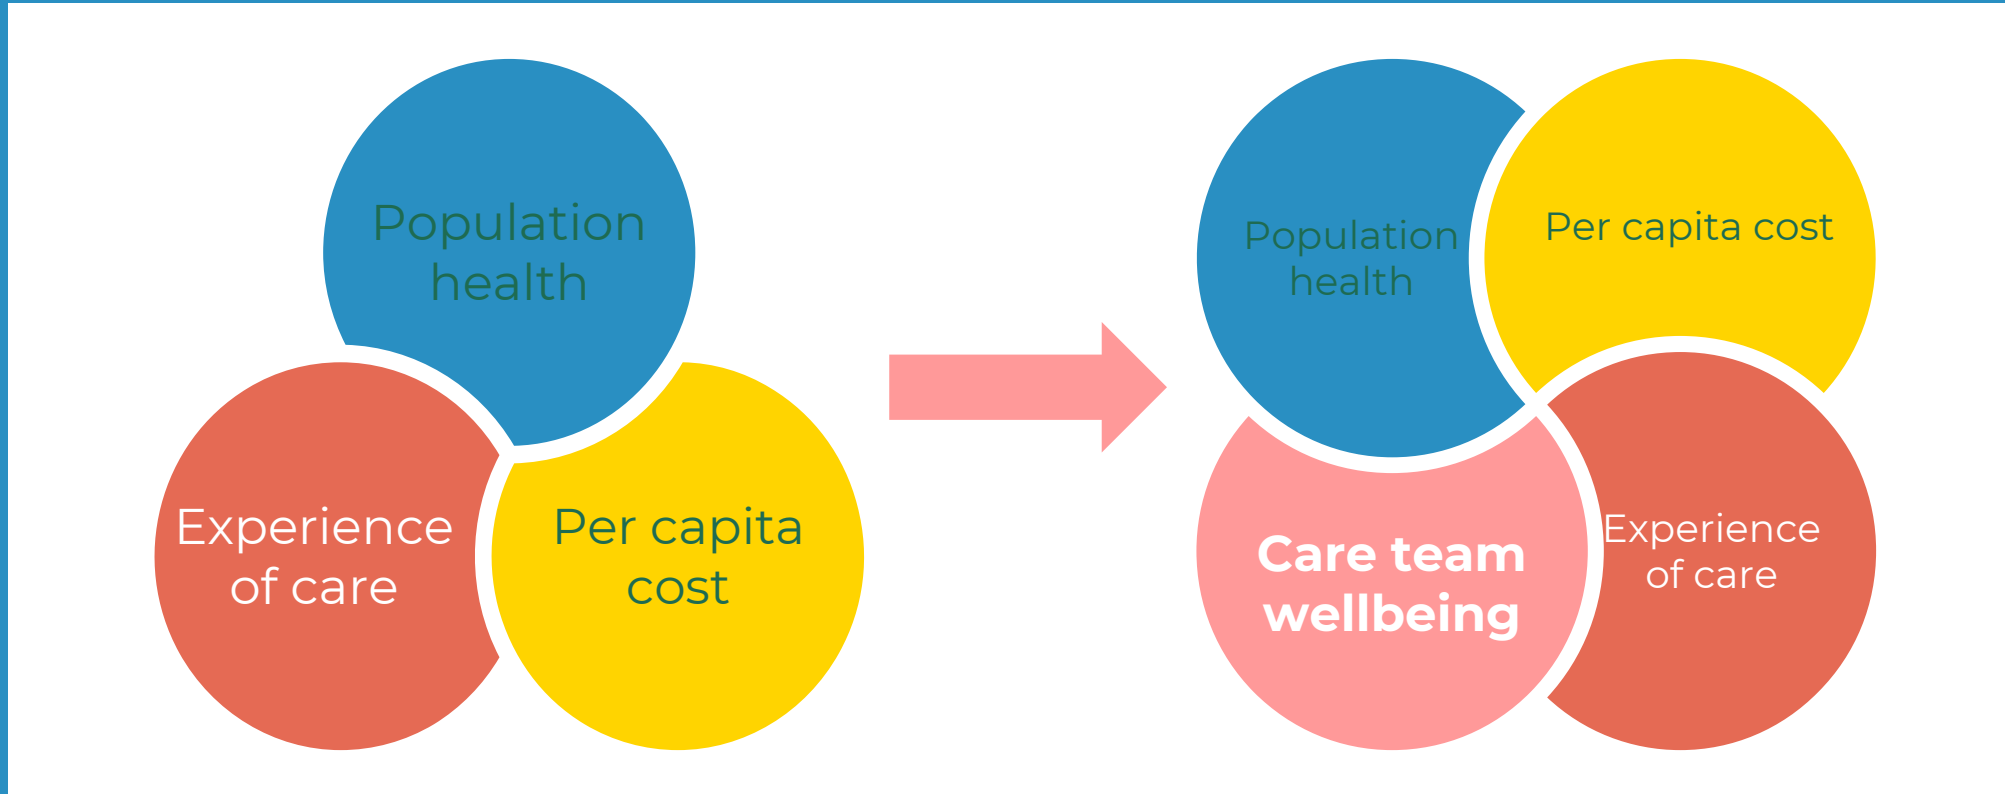 Population
health
Experience
of care
Per capita
cost
Population
health
Per capita cost
Care team
wellbeing
Experience
of care